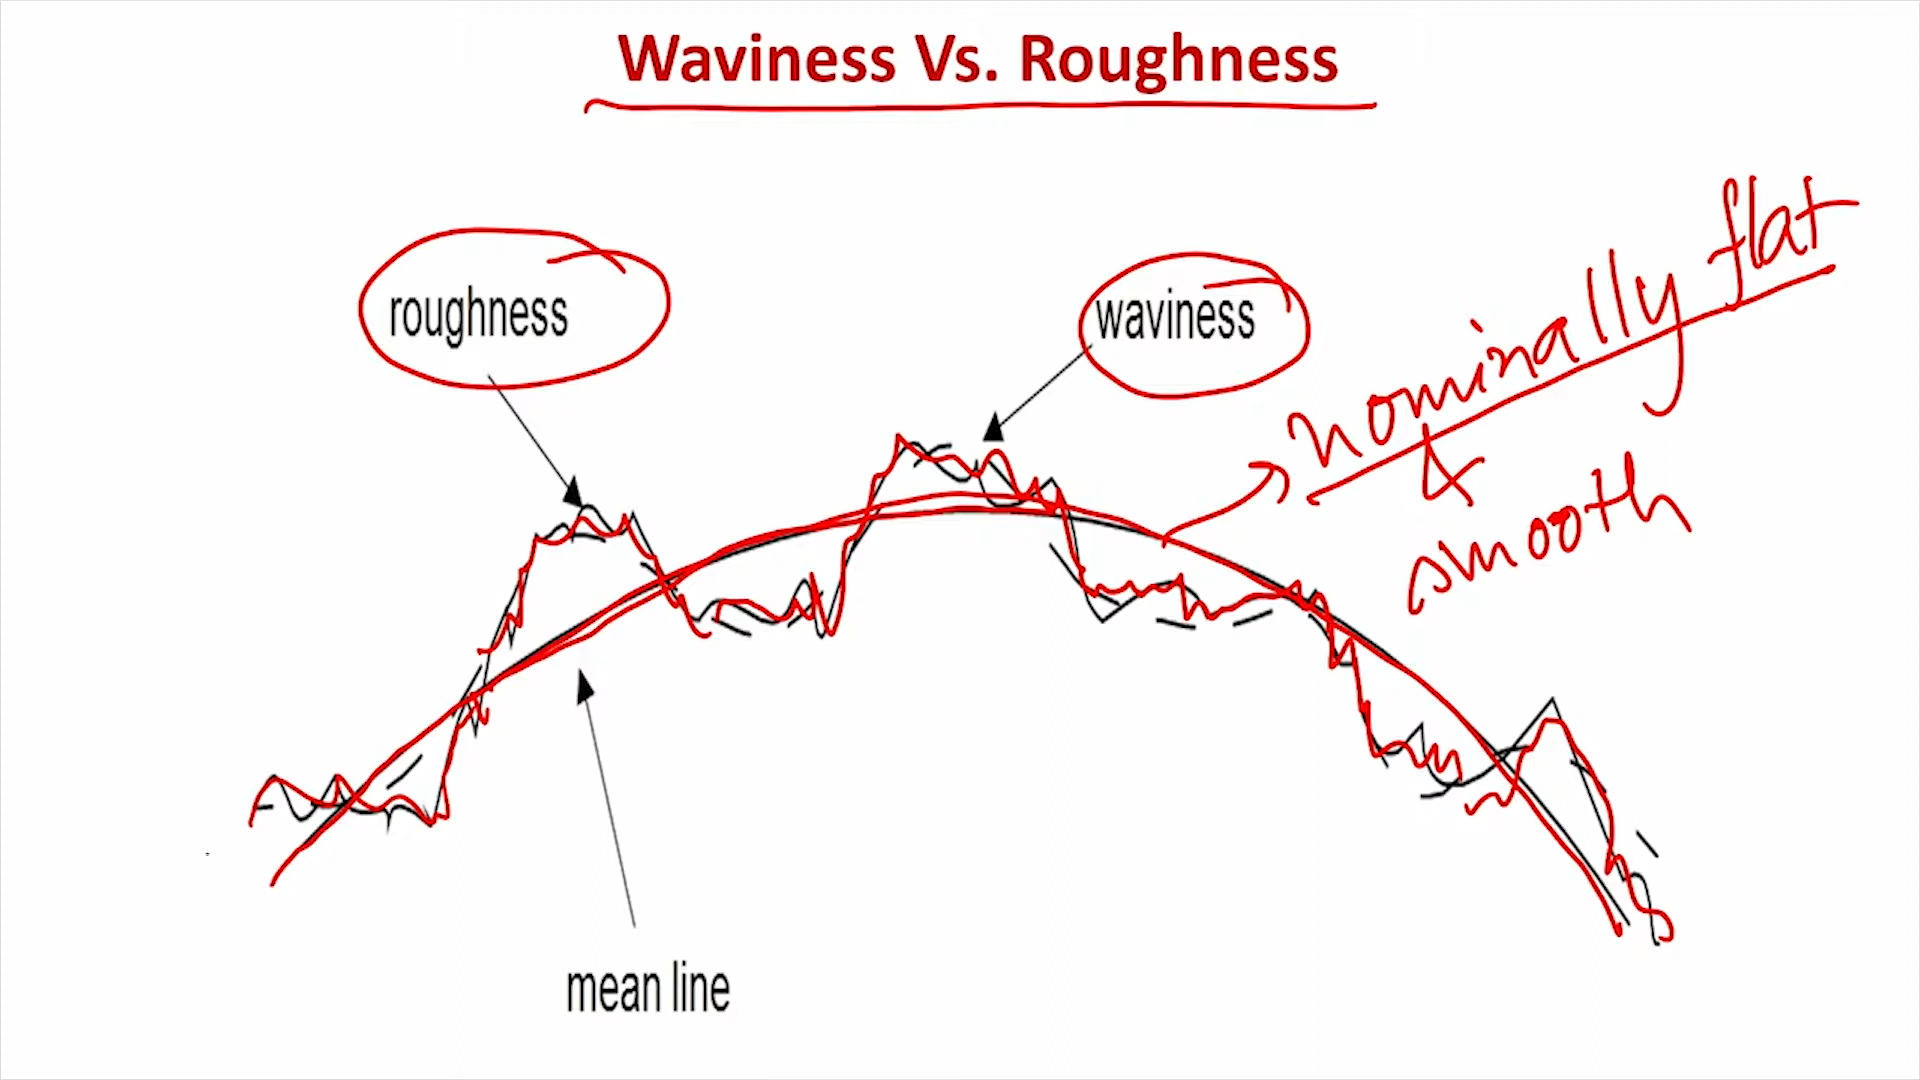 Waviness Vs. Roughness
roughness
waviness
nominally flat
&
smooth
mean line